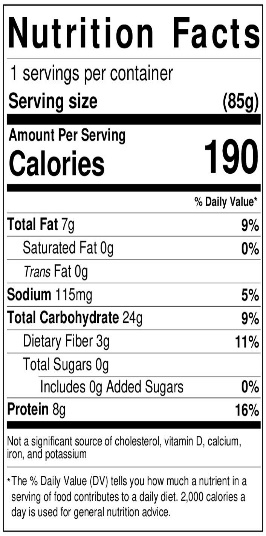 Nutrition Facts
1 servings per container
Serving size (85g)
Amount Per Serving
Calories 190
% Daily Value*
Total Fat 7g 9%
Saturated Fat 0g 0%
Trans Fat 0g
Sodium 115mg 5%
Total Carbohydrate 24g 9%
Dietary Fiber 3g 11%
Total Sugars 0g
Includes 0g Added Sugars 0%
Protein 8g 16%
Not a significant source of cholesterol, vitamin D, calcium,
iron, and potassium
*The % Daily Value (DV) tells you how much a nutrient in a
serving of food contributes to a daily diet. 2,000 calories a
day is used for general nutrition advice.